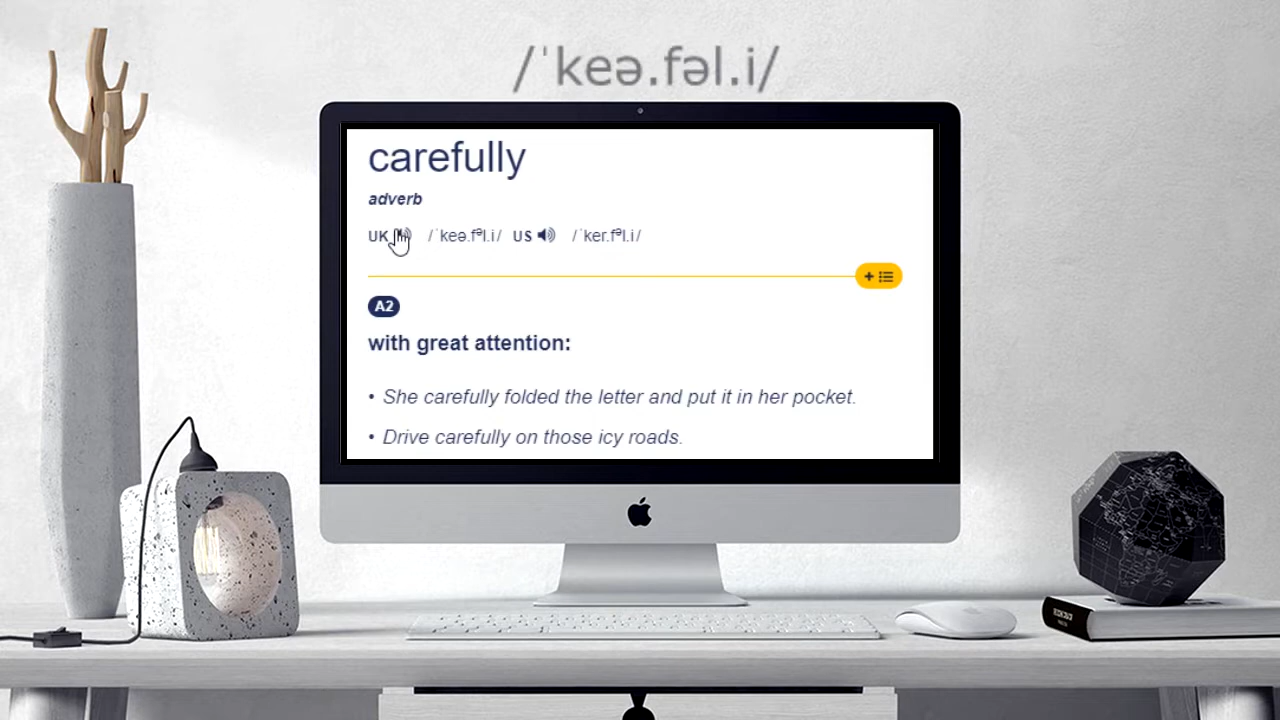 /ˈkeə.fəl.i/
carefully
adverb
UK /ˈkeə.fᵊl.i/ US /ˈker.fᵊl.i/
A2
with great attention:
• She carefully folded the letter and put it in her pocket.
• Drive carefully on those icy roads.